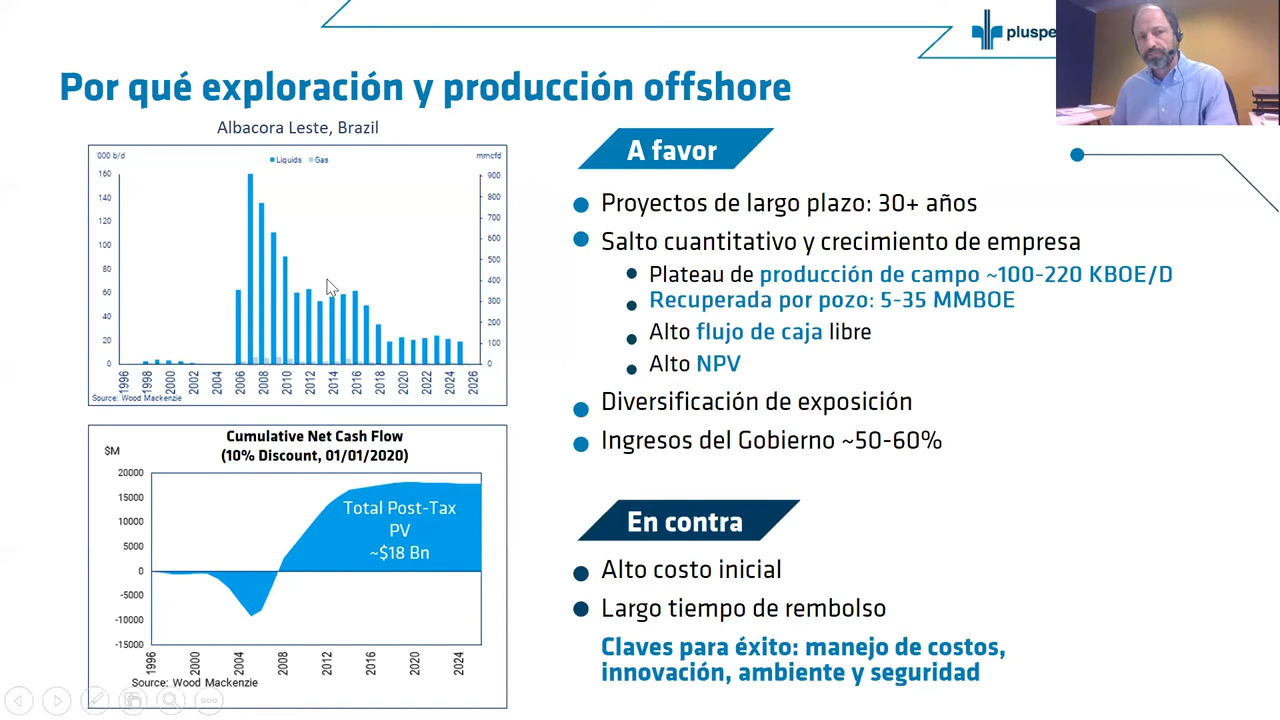 pluspe
Por qué exploración y producción offshore
Albacora Leste, Brazil
'000 b/d
Liquids
Gas
mmcfd
160
140
120
100
80
60
40
20
0
900
800
700
600
500
400
300
200
100
0
1996
1998
2000
2002
2004
2006
2008
2010
2012
2014
2016
2018
2020
2022
2024
2026
Source: Wood Mackenzie
Cumulative Net Cash Flow
(10% Discount, 01/01/2020)
$M
20000
15000
10000
5000
0
-5000
-10000
-15000
Total Post-Tax
PV
~$18 Bn
1996
2000
2004
2008
2012
2016
2020
2024
Source: Wood Mackenzie
A favor
Proyectos de largo plazo: 30+ años
Salto cuantitativo y crecimiento de empresa
Plateau de producción de campo ~100-220 KBOE/D
Recuperada por pozo: 5-35 MMBOE
Alto flujo de caja libre
Alto NPV
Diversificación de exposición
Ingresos del Gobierno ~50-60%
En contra
Alto costo inicial
Largo tiempo de rembolso
Claves para éxito: manejo de costos,
innovación, ambiente y seguridad